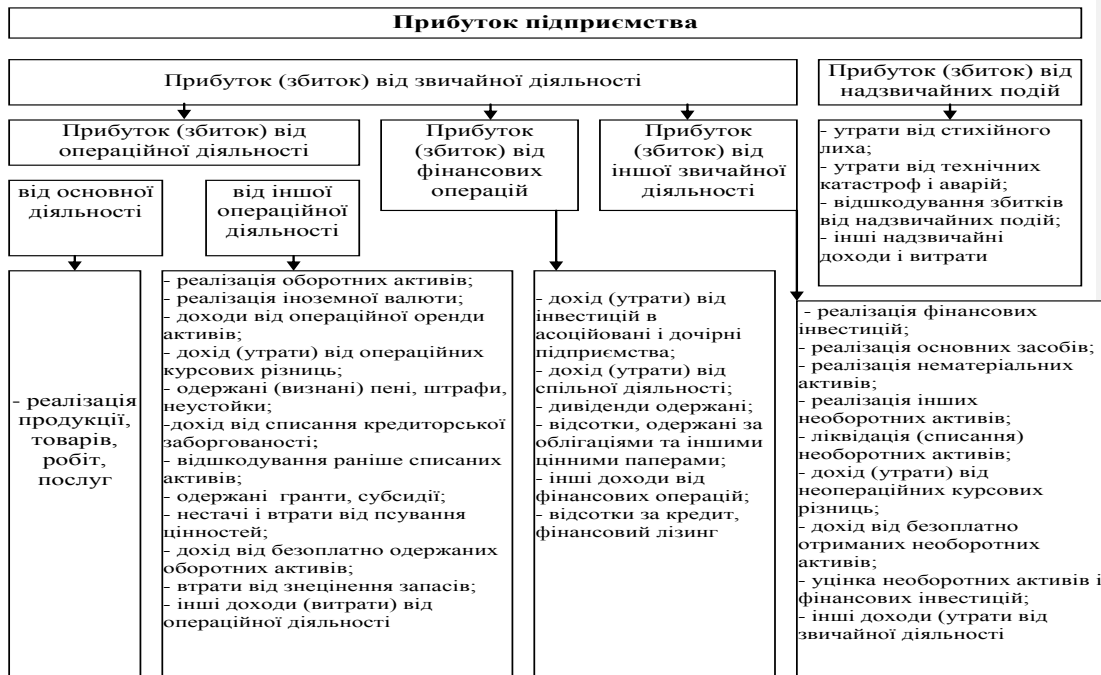 Прибуток підприємства
Прибуток (збиток) від звичайної діяльності
Прибуток (збиток) від
надзвичайних подій
Прибуток (збиток) від
операційної діяльності
Прибуток
(збиток) від
фінансових
операцій
Прибуток
(збиток) від
іншої звичайної
діяльності
- утрати від стихійного
лиха;
- утрати від технічних
катастроф і аварій;
- відшкодування збитків
від надзвичайних подій;
- інші надзвичайні
доходи і витрати
від основної
діяльності
від іншої
операційної
діяльності
- реалізація
продукції,
товарів,
робіт,
послуг
- реалізація оборотних активів;
- реалізація іноземної валюти;
- доходи від операційної оренди
активів;
- дохід (утрати) від операційних
курсових різниць;
- одержані (визнані) пені, штрафи,
неустойки;
-дохід від списання кредиторської
заборгованості;
- відшкодування раніше списаних
активів;
- одержані гранти, субсидії;
- нестачі і втрати від псування
цінностей;
- дохід від безоплатно одержаних
оборотних активів;
- втрати від знецінення запасів;
- інші доходи (витрати) від
операційної діяльності
- дохід (утрати) від
інвестицій в
асоційовані і дочірні
підприємства;
- дохід (утрати) від
спільної діяльності;
- дивіденди одержані;
- відсотки, одержані за
облігаціями та іншими
цінними паперами;
- інші доходи від
фінансових операцій;
- відсотки за кредит,
фінансовий лізинг
- реалізація фінансових
інвестицій;
- реалізація основних засобів;
- реалізація нематеріальних
активів;
- реалізація інших
необоротних активів;
- ліквідація (списання)
необоротних активів;
- дохід (утрати) від
неопераційних курсових
різниць;
- дохід від безоплатно
отриманих необоротних
активів;
- уцінка необоротних активів і
фінансових інвестицій;
- інші доходи (утрати від
звичайної діяльності